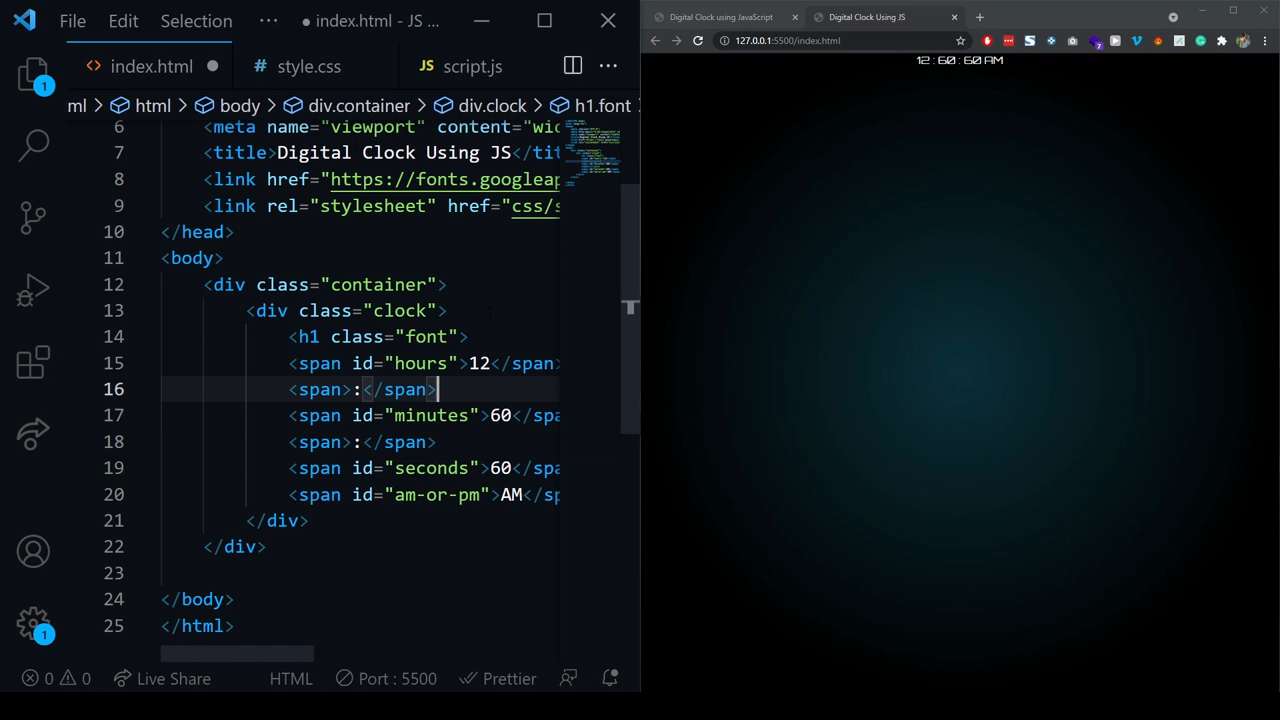 File Edit Selection ··· ● index.html - JS ...
<> index.html ●
# style.css
JS script.js
ml > html > body > div.container > div.clock > h1.font
6 <meta name="viewport" content="wid
7 <title>Digital Clock Using JS</tit
8 <link href="https://fonts.googleap
9 <link rel="stylesheet" href="css/s
10 </head>
11 <body>
12 <div class="container">
13 <div class="clock">
14 <h1 class="font">
15 <span id="hours">12</span>
16 <span>:</span>
17 <span id="minutes">60</spa
18 <span>:</span>
19 <span id="seconds">60</spa
20 <span id="am-or-pm">AM</sp
21 </div>
22 </div>
23
24 </body>
25 </html>
1
1
0 0 Live Share HTML Port : 5500 Prettier
Digital Clock using JavaScript
Digital Clock Using JS
127.0.0.1:5500/index.html
12 : 60 : 60 AM